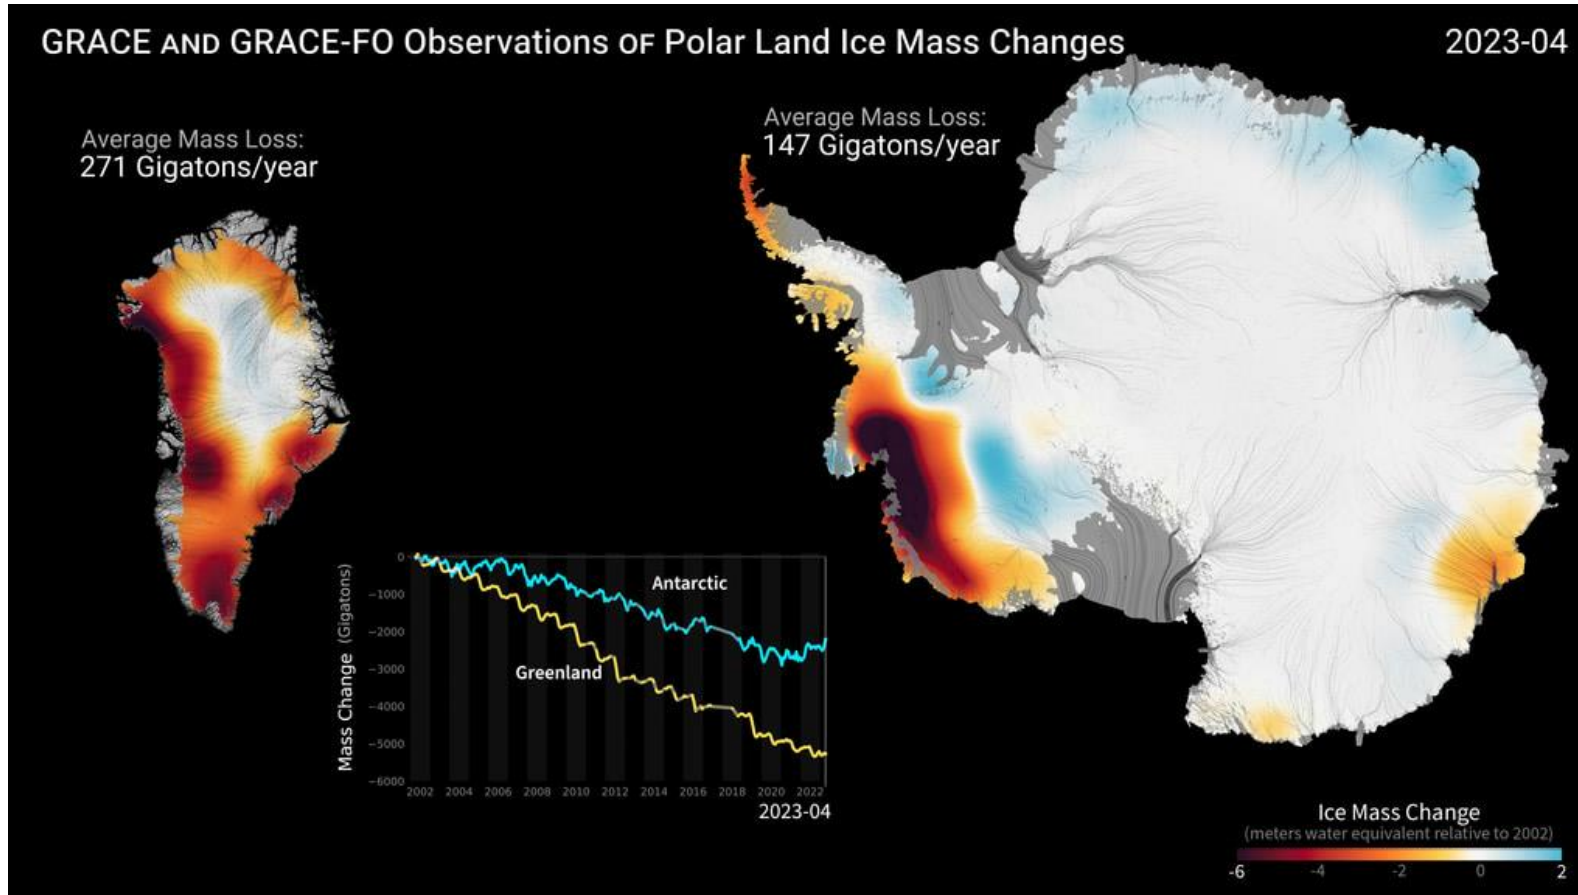 GRACE AND GRACE-FO Observations OF Polar Land Ice Mass Changes
2023-04
Average Mass Loss:
271 Gigatons/year
Average Mass Loss:
147 Gigatons/year
Mass Change (Gigatons)
0
−1000
−2000
−3000
−4000
−5000
−6000
Antarctic
Greenland
2002 2004 2006 2008 2010 2012 2014 2016 2018 2020 2022
2023-04
Ice Mass Change
(meters water equivalent relative to 2002)
-6 -4 -2 0 2